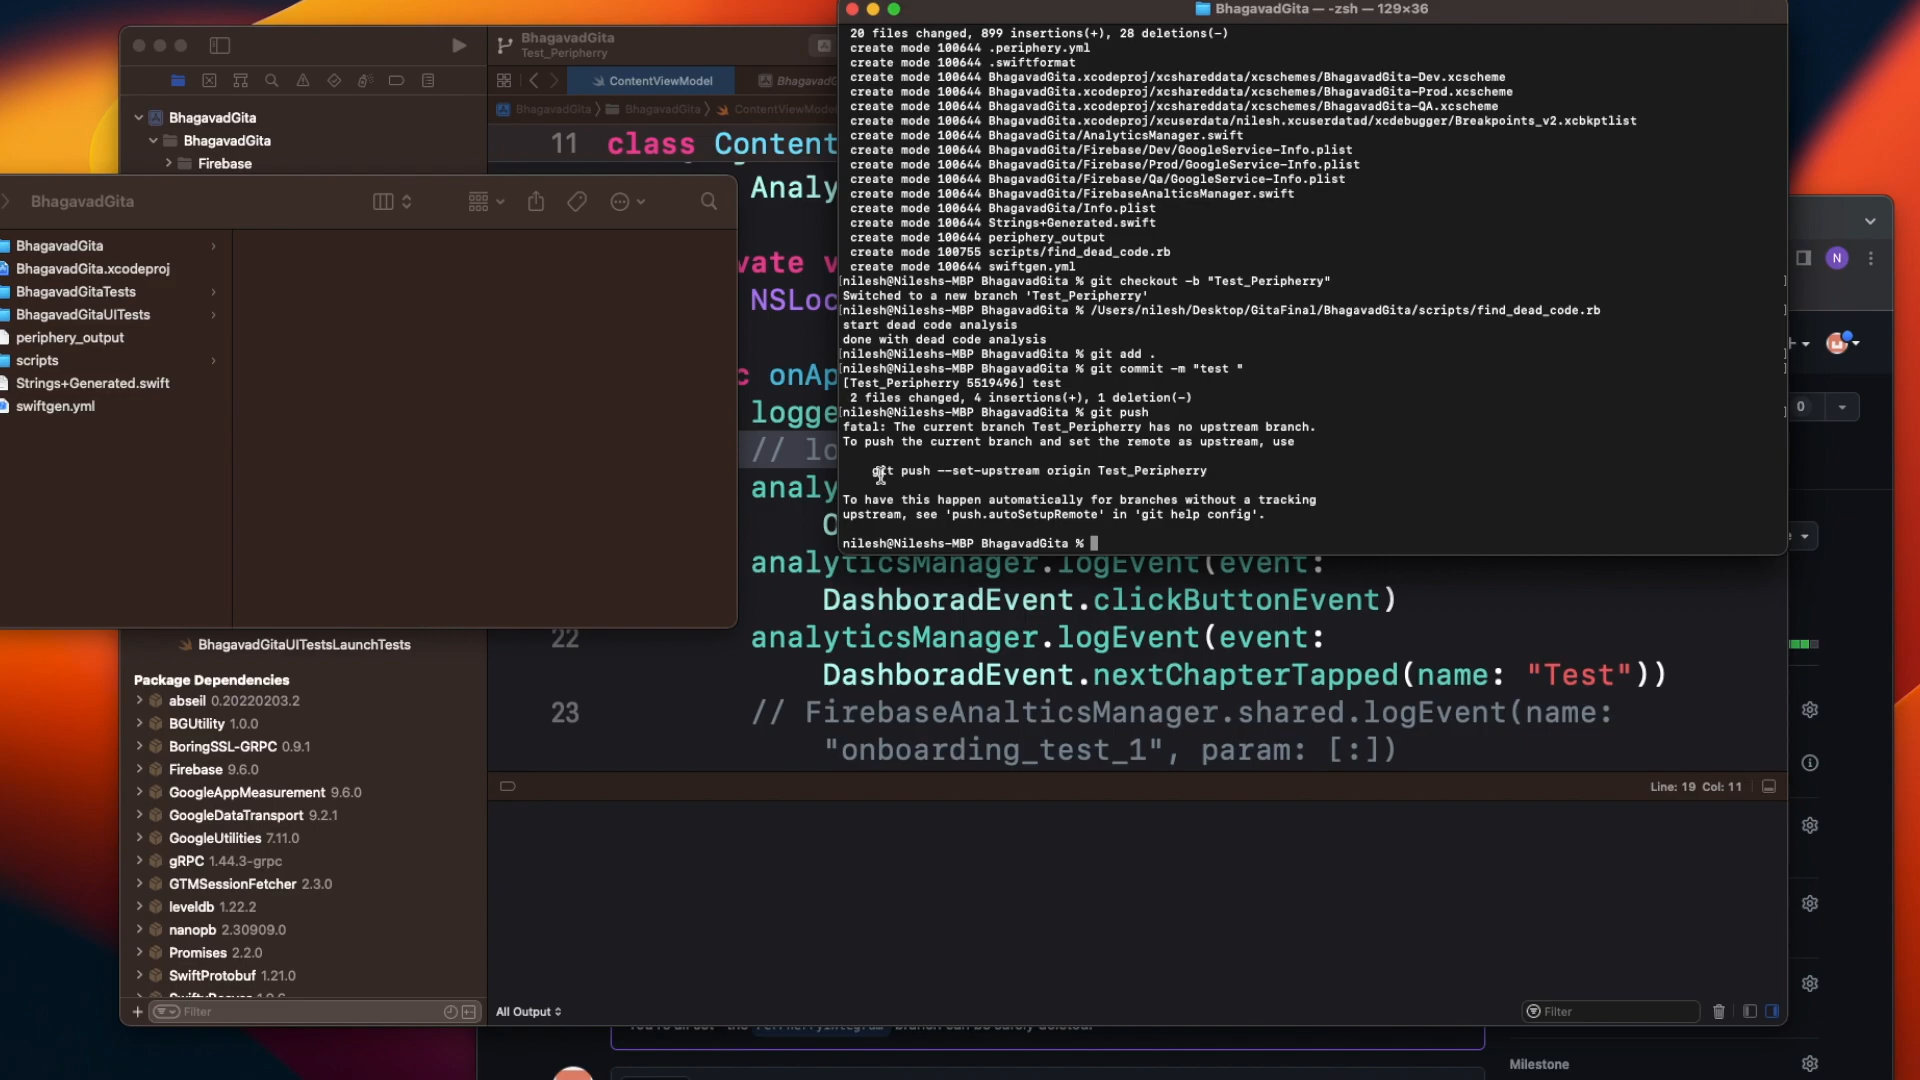 BhagavadGita — -zsh — 129×36
20 files changed, 899 insertions(+), 28 deletions(-)
create mode 100644 .periphery.yml
create mode 100644 .swiftformat
create mode 100644 BhagavadGita.xcodeproj/xcshareddata/xcschemes/BhagavadGita-Dev.xcscheme
create mode 100644 BhagavadGita.xcodeproj/xcshareddata/xcschemes/BhagavadGita-Prod.xcscheme
create mode 100644 BhagavadGita.xcodeproj/xcshareddata/xcschemes/BhagavadGita-QA.xcscheme
create mode 100644 BhagavadGita.xcodeproj/xcuserdata/nilesh.xcuserdatad/xcdebugger/Breakpoints_v2.xcbkptlist
create mode 100644 BhagavadGita/AnalyticsManager.swift
create mode 100644 BhagavadGita/Firebase/Dev/GoogleService-Info.plist
create mode 100644 BhagavadGita/Firebase/Prod/GoogleService-Info.plist
create mode 100644 BhagavadGita/Firebase/Qa/GoogleService-Info.plist
create mode 100644 BhagavadGita/FirebaseAnalticsManager.swift
create mode 100644 BhagavadGita/Info.plist
create mode 100644 Strings+Generated.swift
create mode 100644 periphery_output
create mode 100755 scripts/find_dead_code.rb
create mode 100644 swiftgen.yml
[nilesh@Nileshs-MBP BhagavadGita % git checkout -b "Test_Peripherry" ]
Switched to a new branch 'Test_Peripherry'
[nilesh@Nileshs-MBP BhagavadGita % /Users/nilesh/Desktop/GitaFinal/BhagavadGita/scripts/find_dead_code.rb ]
start dead code analysis
done with dead code analysis
[nilesh@Nileshs-MBP BhagavadGita % git add . ]
[nilesh@Nileshs-MBP BhagavadGita % git commit -m "test " ]
[Test_Peripherry 5519496] test
2 files changed, 4 insertions(+), 1 deletion(-)
[nilesh@Nileshs-MBP BhagavadGita % git push ]
fatal: The current branch Test_Peripherry has no upstream branch.
To push the current branch and set the remote as upstream, use
git push --set-upstream origin Test_Peripherry
To have this happen automatically for branches without a tracking
upstream, see 'push.autoSetupRemote' in 'git help config'.
nilesh@Nileshs-MBP BhagavadGita %
BhagavadGita
Test_Peripherry
ContentViewModel
BhagavadG
BhagavadGita
BhagavadGita
ContentViewModel
BhagavadGita
BhagavadGita
Firebase
BhagavadGita
BhagavadGita
BhagavadGita.xcodeproj
BhagavadGitaTests
BhagavadGitaUITests
periphery_output
scripts
Strings+Generated.swift
swiftgen.yml
11 class Content
Analy
vate v
NSLoc
c onAp
logge
// lo
analy
analyticsManager.logEvent(event:
DashboradEvent.clickButtonEvent)
22 analyticsManager.logEvent(event:
DashboradEvent.nextChapterTapped(name: "Test"))
23 // FirebaseAnalticsManager.shared.logEvent(name:
"onboarding_test_1", param: [:])
Line: 19 Col: 11
BhagavadGitaUITestsLaunchTests
Package Dependencies
abseil 0.20220203.2
BGUtility 1.0.0
BoringSSL-GRPC 0.9.1
Firebase 9.6.0
GoogleAppMeasurement 9.6.0
GoogleDataTransport 9.2.1
GoogleUtilities 7.11.0
gRPC 1.44.3-grpc
GTMSessionFetcher 2.3.0
leveldb 1.22.2
nanopb 2.30909.0
Promises 2.2.0
SwiftProtobuf 1.21.0
Filter
All Output
Filter
N
0
Milestone